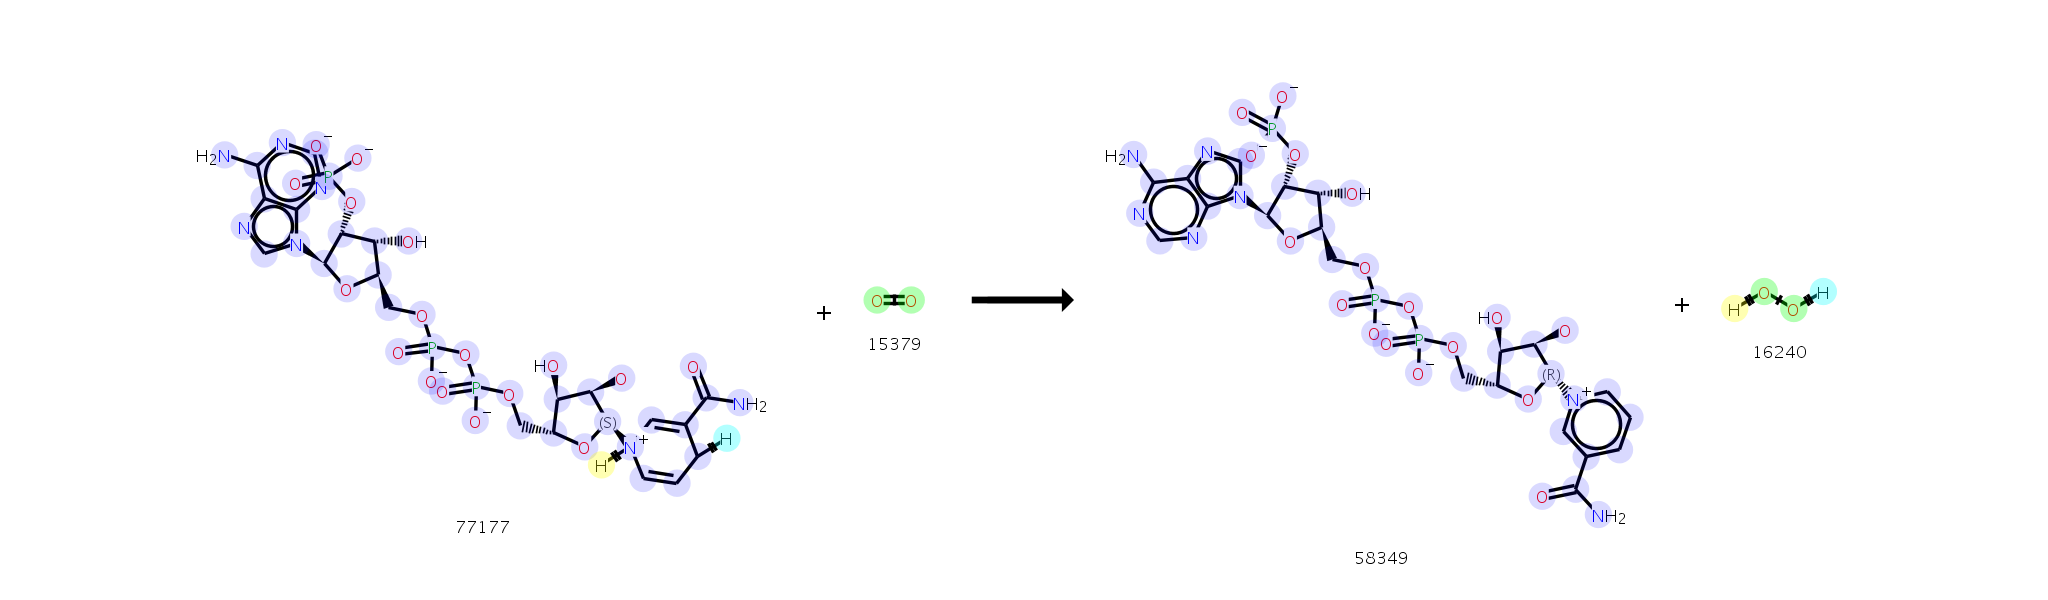 H2N N N O − O −
O P
N
O
N N
OH
O
O
O P O
O − O P O
O −
HO O
(S)
O N + H
H
O NH2
77177
+
O O
15379
O −
O P
H2N N O − O
N N OH
N N O
O
O P O
O − O P O
O −
HO O
(R)
O N +
O NH2
58349
+
H O O H
16240